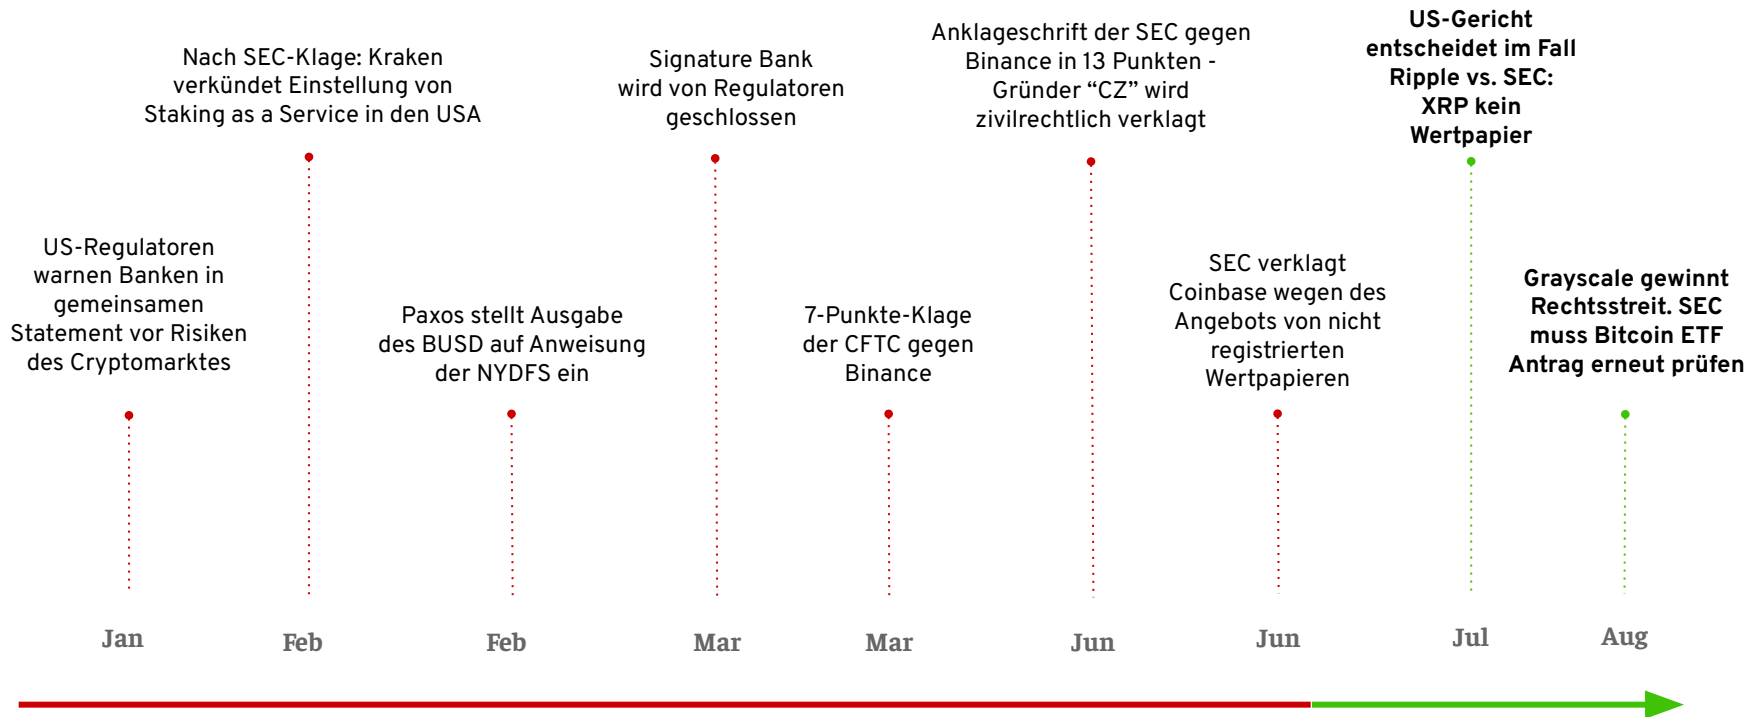 US-Regulatoren
warnen Banken in
gemeinsamen
Statement vor Risiken
des Cryptomarktes
Nach SEC-Klage: Kraken
verkündet Einstellung von
Staking as a Service in den USA
Paxos stellt Ausgabe
des BUSD auf Anweisung
der NYDFS ein
Signature Bank
wird von Regulatoren
geschlossen
7-Punkte-Klage
der CFTC gegen
Binance
Anklageschrift der SEC gegen
Binance in 13 Punkten -
Gründer “CZ” wird
zivilrechtlich verklagt
SEC verklagt
Coinbase wegen des
Angebots von nicht
registrierten
Wertpapieren
US-Gericht
entscheidet im Fall
Ripple vs. SEC:
XRP kein
Wertpapier
Grayscale gewinnt
Rechtsstreit. SEC
muss Bitcoin ETF
Antrag erneut prüfen
Jan
Feb
Feb
Mar
Mar
Jun
Jun
Jul
Aug